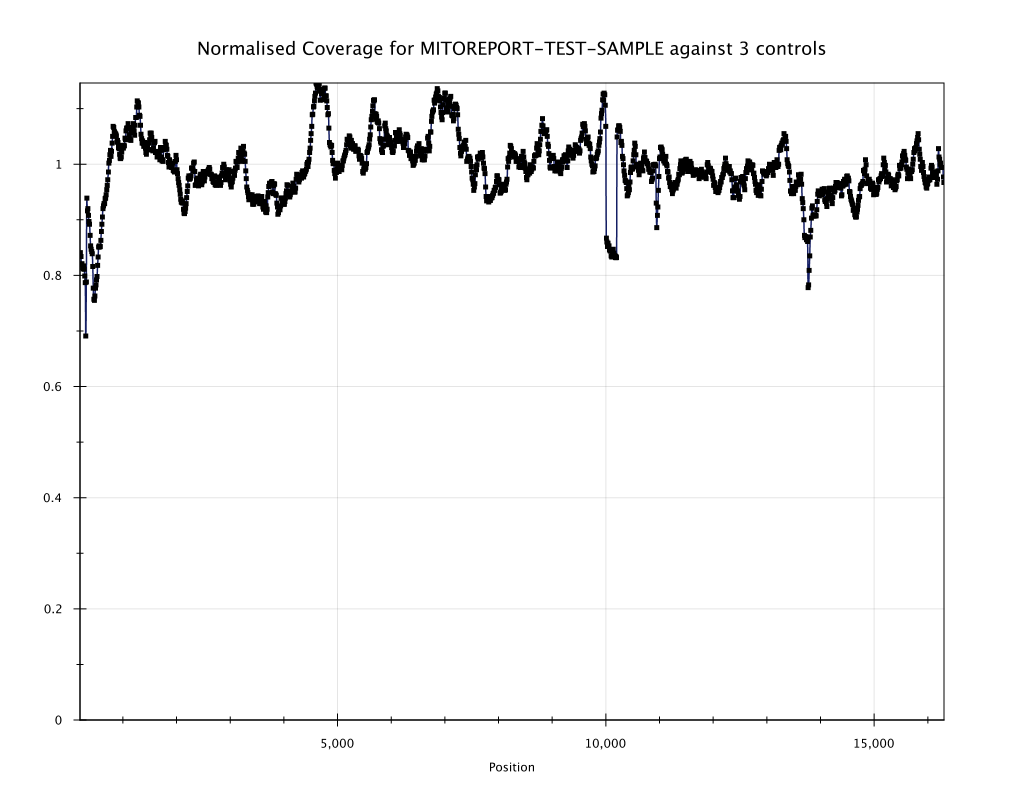 Normalised Coverage for MITOREPORT-TEST-SAMPLE against 3 controls
1
0.8
0.6
0.4
0.2
0
5,000 10,000 15,000
Position